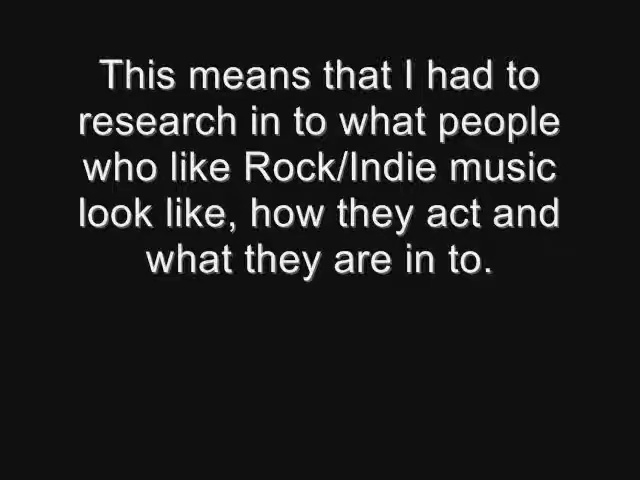 This means that I had to
research in to what people
who like Rock/Indie music
look like, how they act and
what they are in to.